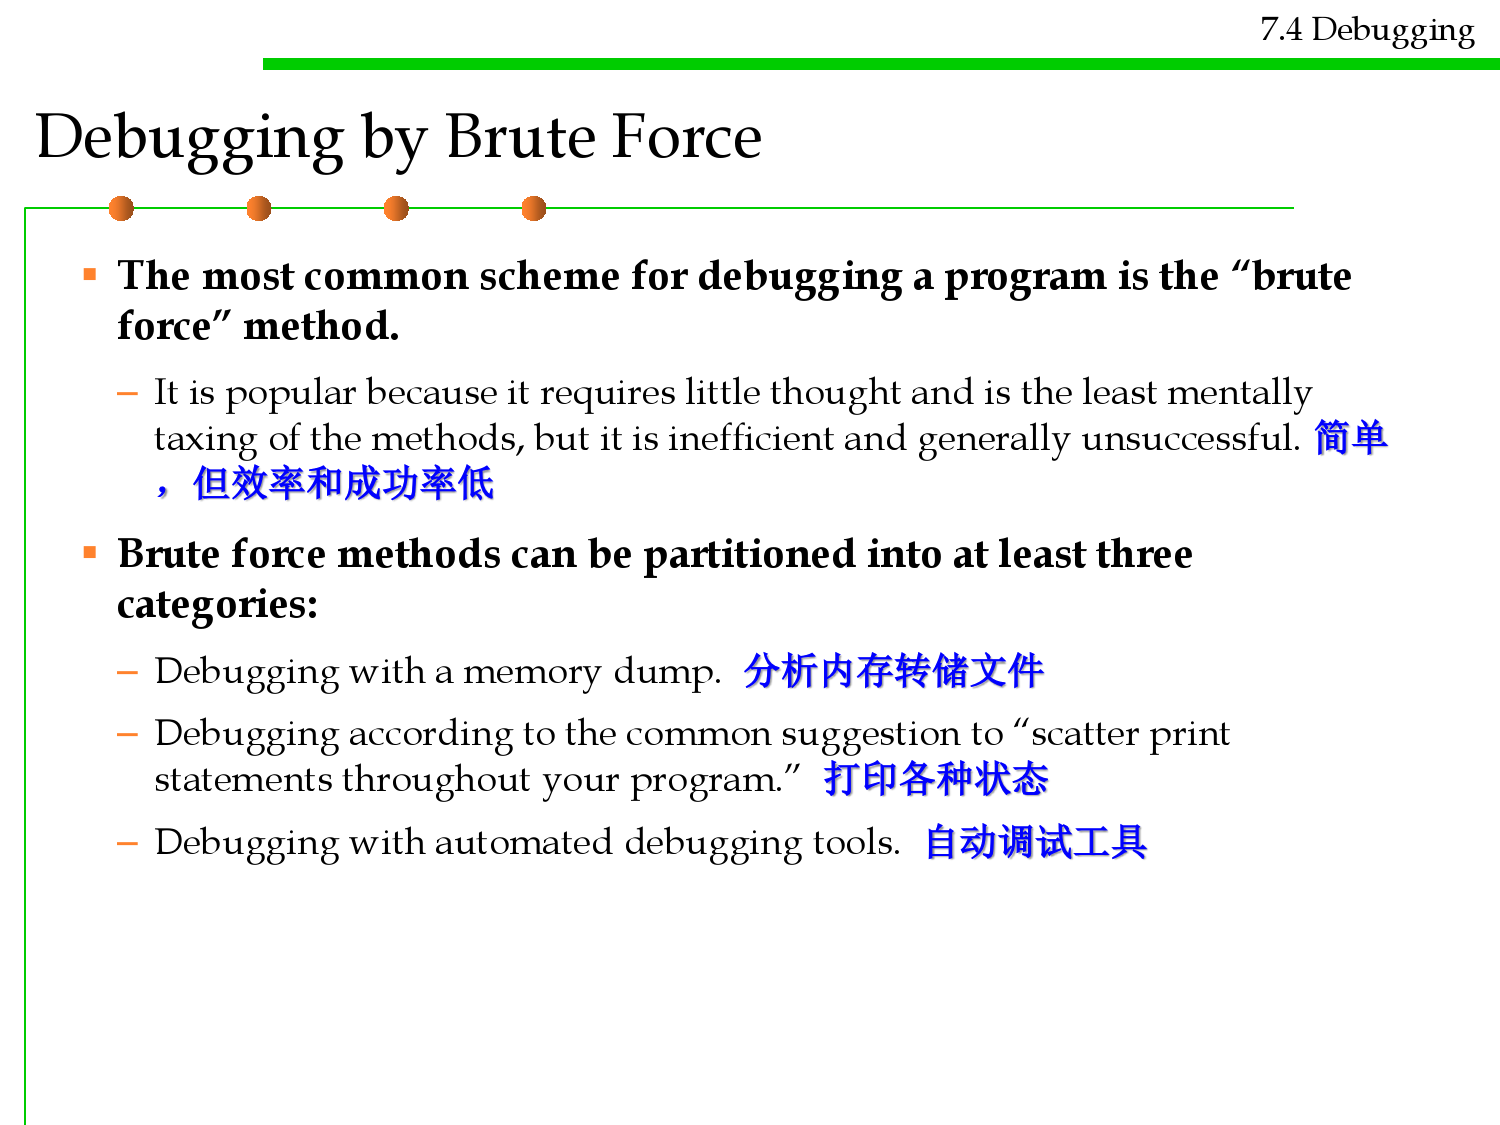 7.4 Debugging
Debugging by Brute Force
▪ The most common scheme for debugging a program is the “brute
force” method.
– It is popular because it requires little thought and is the least mentally
taxing of the methods, but it is inefficient and generally unsuccessful. 简单
，但效率和成功率低
▪ Brute force methods can be partitioned into at least three
categories:
– Debugging with a memory dump. 分析内存转储文件
– Debugging according to the common suggestion to “scatter print
statements throughout your program.” 打印各种状态
– Debugging with automated debugging tools. 自动调试工具